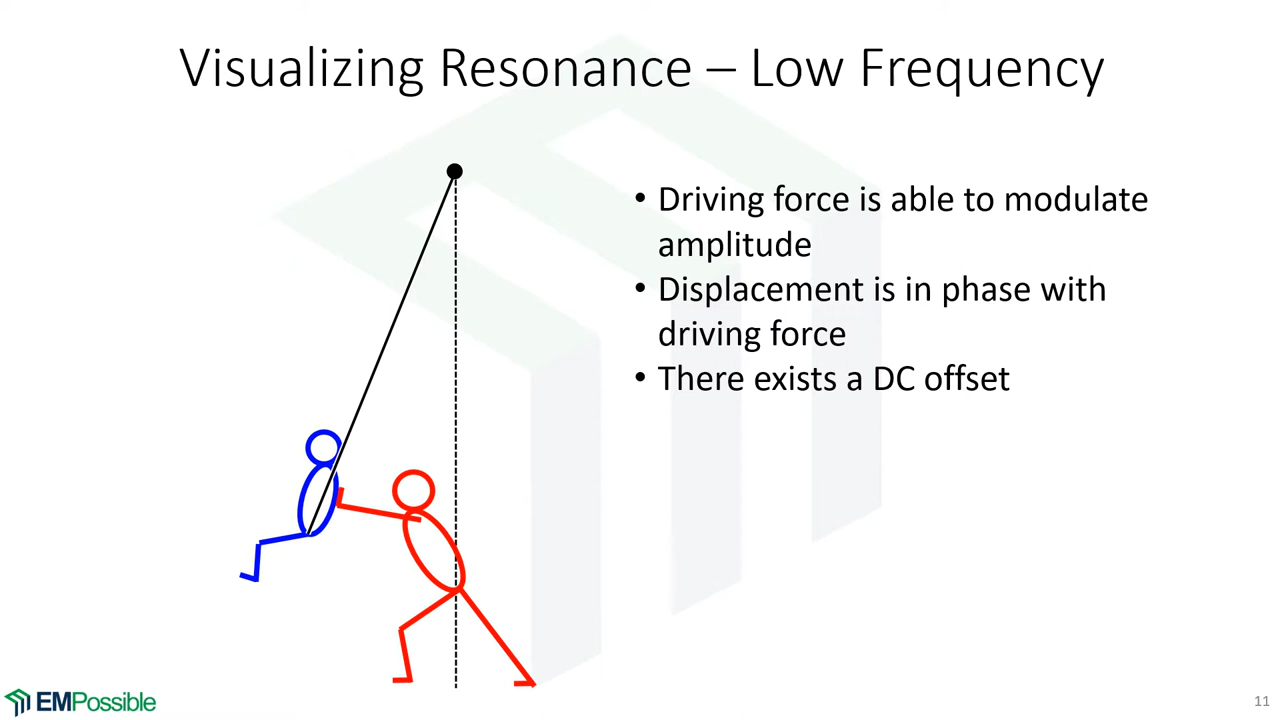 Visualizing Resonance – Low Frequency
• Driving force is able to modulate
amplitude
• Displacement is in phase with
driving force
• There exists a DC offset
EMPossible
11